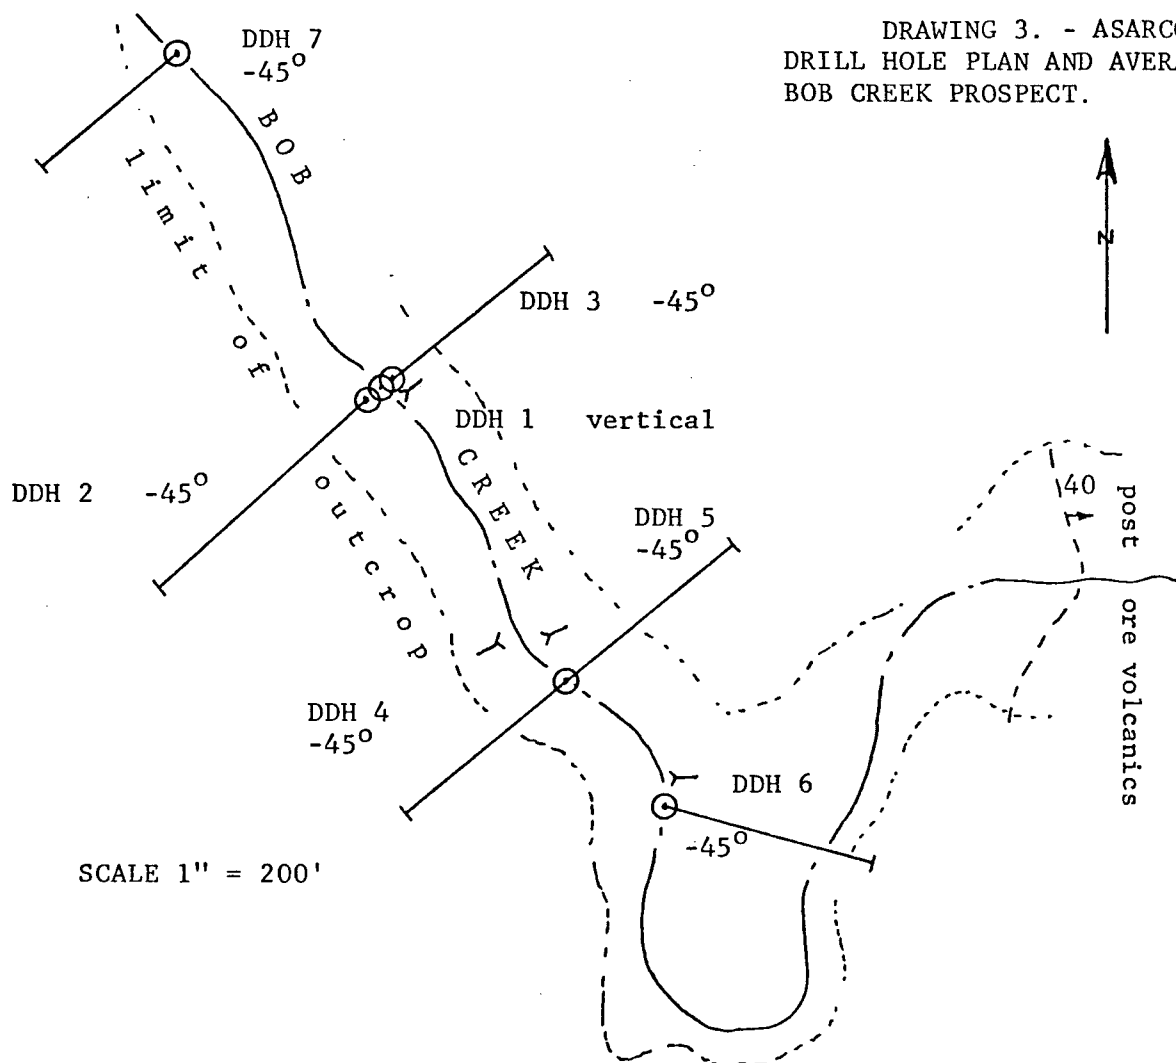 DRAWING 3. - ASARCO
DRILL HOLE PLAN AND
BOB CREEK PROSPECT.
DDH 7
-45°
BOB
limit of
N
DDH 3 -45°
DDH 1 vertical
CREEK
DDH 2 -45°
outcrop
DDH 5
-45°
40
post ore volcanics
DDH 4
-45°
DDH 6
-45°
SCALE 1" = 200'